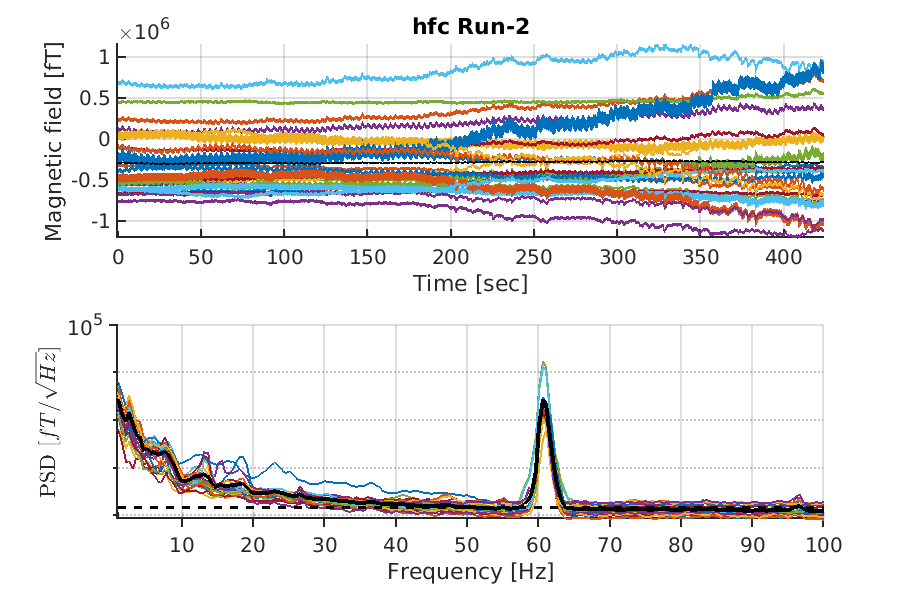 hfc Run-2
×10^6
Magnetic field [fT]
1
0.5
0
-0.5
-1
0 50 100 150 200 250 300 350 400
Time [sec]
10^5
PSD [fT/√Hz]
10 20 30 40 50 60 70 80 90 100
Frequency [Hz]